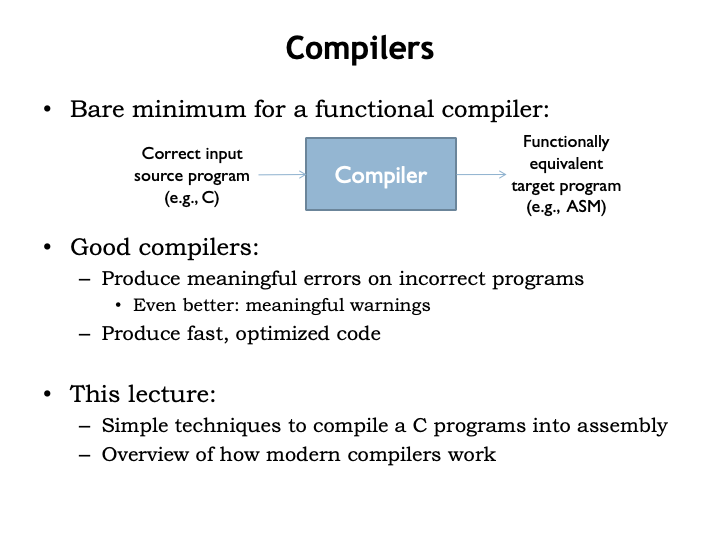 Compilers
• Bare minimum for a functional compiler:
Correct input
source program
(e.g., C)
Compiler
Functionally
equivalent
target program
(e.g., ASM)
• Good compilers:
– Produce meaningful errors on incorrect programs
• Even better: meaningful warnings
– Produce fast, optimized code
• This lecture:
– Simple techniques to compile a C programs into assembly
– Overview of how modern compilers work